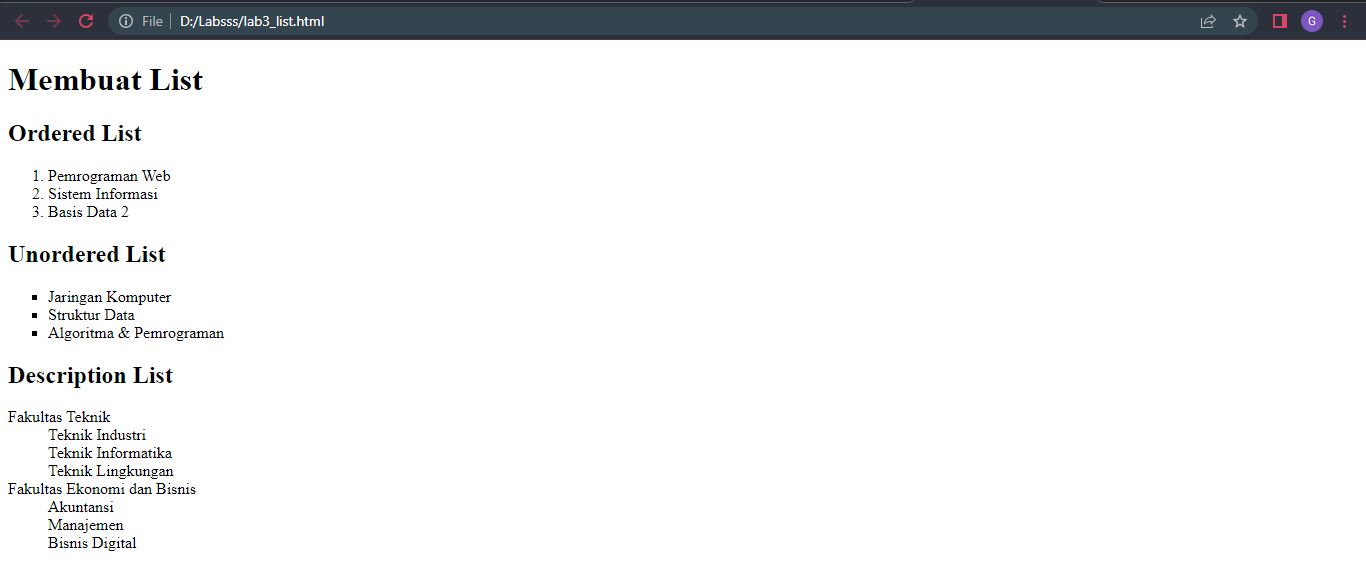 File D:/Labsss/lab3_list.html
G
Membuat List
Ordered List
1. Pemrograman Web
2. Sistem Informasi
3. Basis Data 2
Unordered List
Jaringan Komputer
Struktur Data
Algoritma & Pemrograman
Description List
Fakultas Teknik
Teknik Industri
Teknik Informatika
Teknik Lingkungan
Fakultas Ekonomi dan Bisnis
Akuntansi
Manajemen
Bisnis Digital